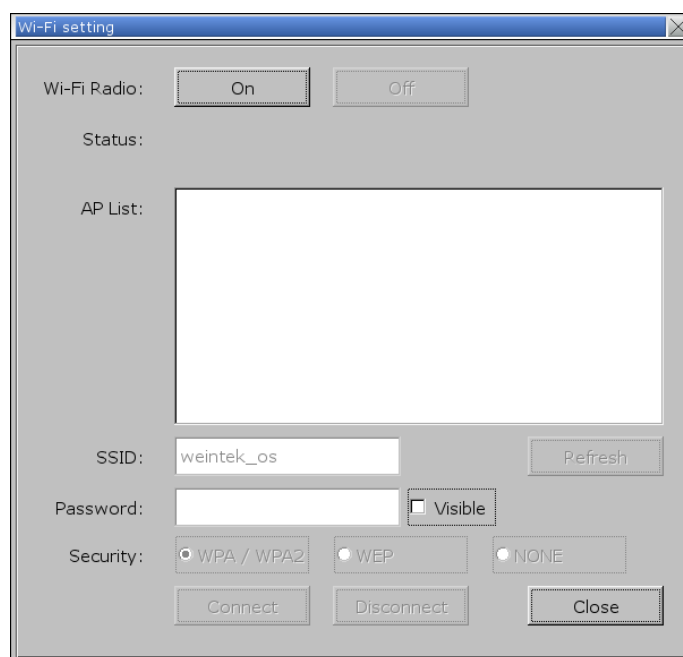 Wi-Fi setting
Wi-Fi Radio: On Off
Status:
AP List:
SSID: weintek_os Refresh
Password: Visible
Security: WPA / WPA2 WEP NONE
Connect Disconnect Close